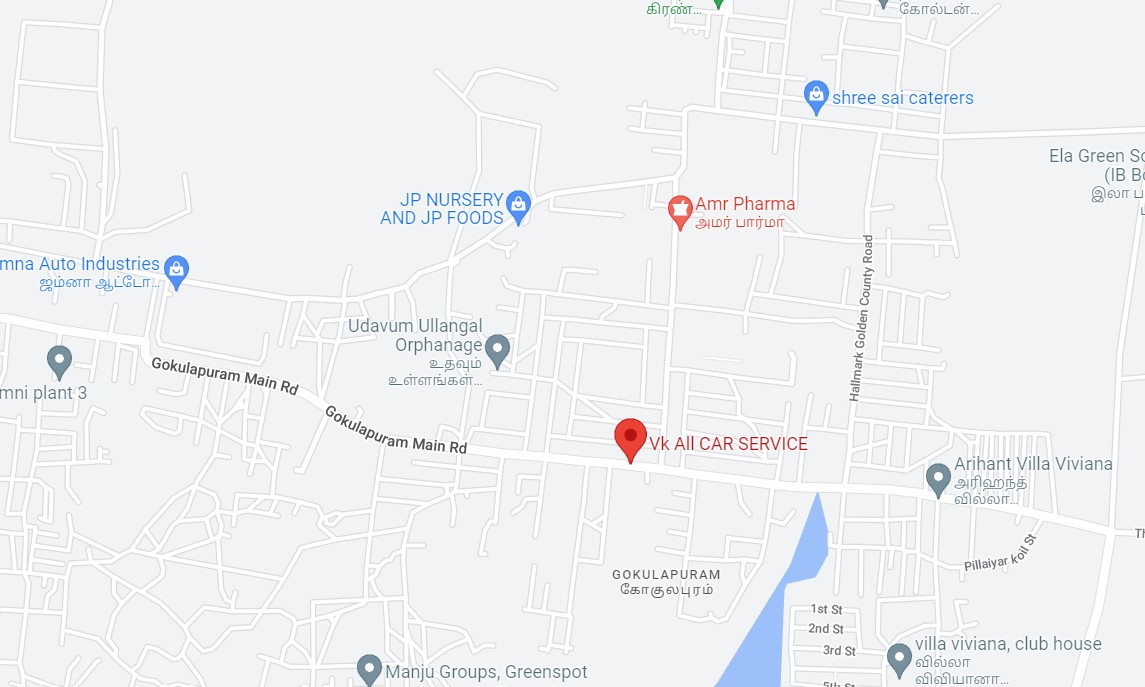 கிரண்...
கோல்டன்...
shree sai caterers
Ela Green Sc
(IB Bo
இலா ப
JP NURSERY
AND JP FOODS
Amr Pharma
அமர் பார்மா
mna Auto Industries
ஜம்னா ஆட்டோ...
Hallmark Golden County Road
Udavum Ullangal
Orphanage
உதவும்
உள்ளங்கள்...
Gokulapuram Main Rd
mni plant 3
Gokulapuram Main Rd
Vk All CAR SERVICE
Arihant Villa Viviana
அரிஹந்த்
வில்லா...
Th
Pillaiyar koil St
GOKULAPURAM
கோகுலபுரம்
1st St
2nd St
3rd St
villa viviana, club house
வில்லா
விவியானா...
Manju Groups, Greenspot
5th St